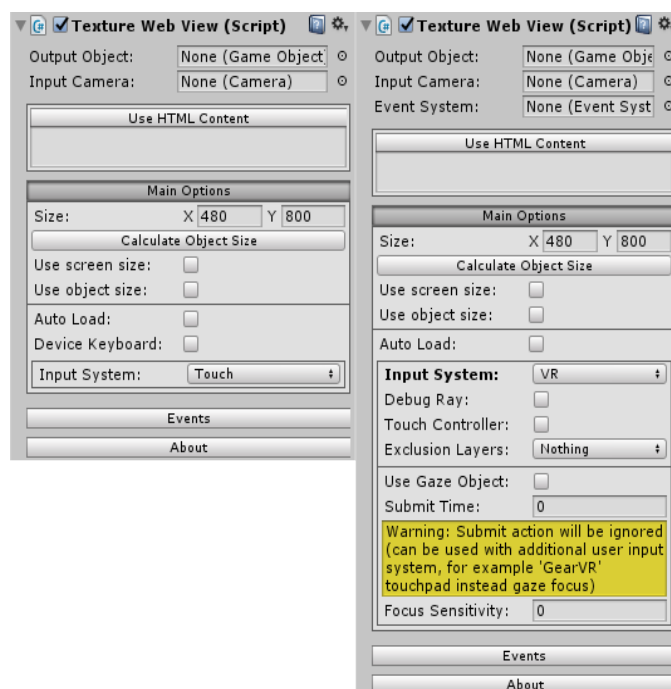 Texture Web View (Script)
Output Object: None (Game Object)
Input Camera: None (Camera)
Use HTML Content
Main Options
Size: X 480 Y 800
Calculate Object Size
Use screen size:
Use object size:
Auto Load:
Device Keyboard:
Input System: Touch
Events
About
Texture Web View (Script)
Output Object: None (Game Obje
Input Camera: None (Camera)
Event System: None (Event Syst
Use HTML Content
Main Options
Size: X 480 Y 800
Calculate Object Size
Use screen size:
Use object size:
Auto Load:
Input System: VR
Debug Ray:
Touch Controller:
Exclusion Layers: Nothing
Use Gaze Object:
Submit Time: 0
Warning: Submit action will be ignored
(can be used with additional user input
system, for example 'GearVR'
touchpad instead gaze focus)
Focus Sensitivity: 0
Events
About